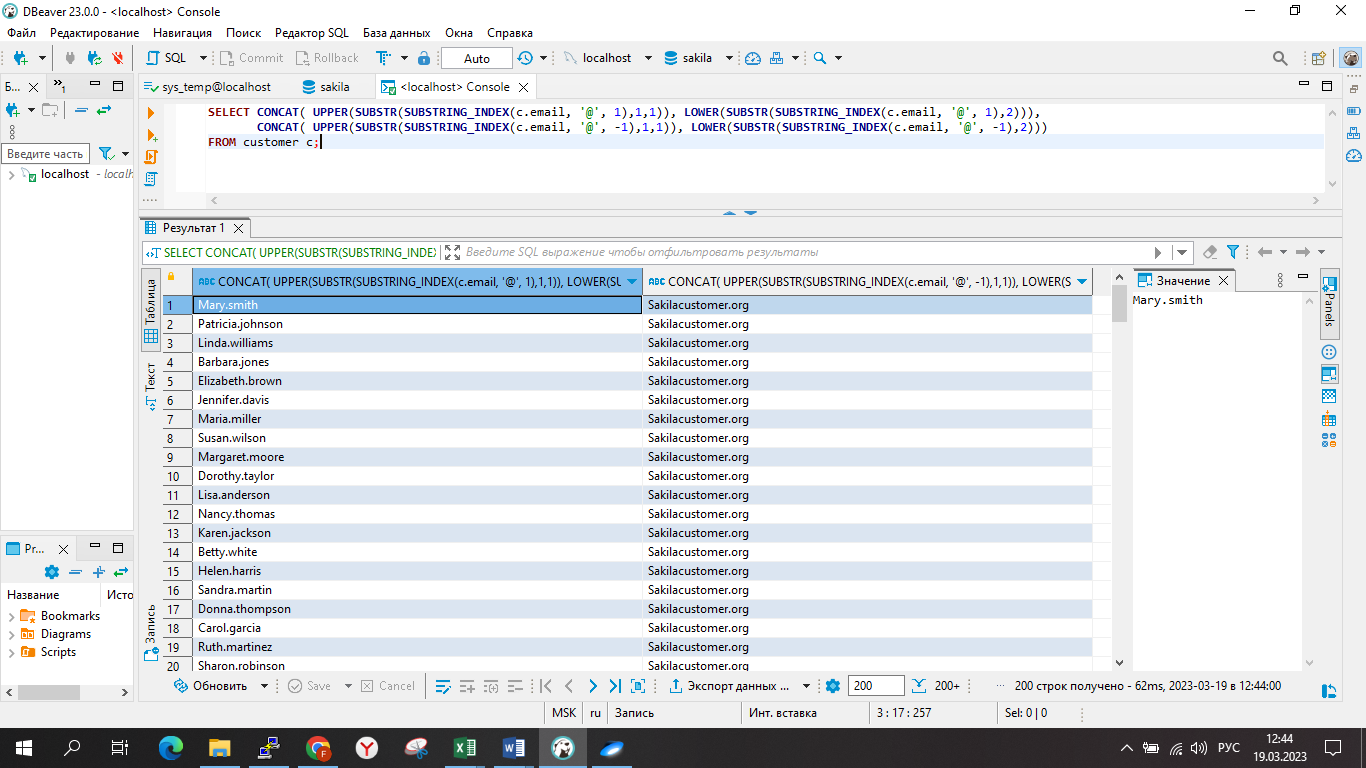 DBeaver 23.0.0 - <localhost> Console
Файл Редактирование Навигация Поиск Редактор SQL База данных Окна Справка
SQL Commit Rollback Auto localhost sakila
Б... »1 sys_temp@localhost sakila <localhost> Console
SELECT CONCAT( UPPER(SUBSTR(SUBSTRING_INDEX(c.email, '@', 1),1,1)), LOWER(SUBSTR(SUBSTRING_INDEX(c.email, '@', 1),2))),
CONCAT( UPPER(SUBSTR(SUBSTRING_INDEX(c.email, '@', -1),1,1)), LOWER(SUBSTR(SUBSTRING_INDEX(c.email, '@', -1),2)))
FROM customer c;
Введите часть
localhost - localh
Результат 1
SELECT CONCAT( UPPER(SUBSTR(SUBSTRING_INDEX( Введите SQL выражение чтобы отфильтровать результаты
Таблица
Текст
Запись
ABC CONCAT( UPPER(SUBSTR(SUBSTRING_INDEX(c.email, '@', 1),1,1)), LOWER(SU ABC CONCAT( UPPER(SUBSTR(SUBSTRING_INDEX(c.email, '@', -1),1,1)), LOWER(S
1 Mary.smith Sakilacustomer.org
2 Patricia.johnson Sakilacustomer.org
3 Linda.williams Sakilacustomer.org
4 Barbara.jones Sakilacustomer.org
5 Elizabeth.brown Sakilacustomer.org
6 Jennifer.davis Sakilacustomer.org
7 Maria.miller Sakilacustomer.org
8 Susan.wilson Sakilacustomer.org
9 Margaret.moore Sakilacustomer.org
10 Dorothy.taylor Sakilacustomer.org
11 Lisa.anderson Sakilacustomer.org
12 Nancy.thomas Sakilacustomer.org
13 Karen.jackson Sakilacustomer.org
14 Betty.white Sakilacustomer.org
15 Helen.harris Sakilacustomer.org
16 Sandra.martin Sakilacustomer.org
17 Donna.thompson Sakilacustomer.org
18 Carol.garcia Sakilacustomer.org
19 Ruth.martinez Sakilacustomer.org
20 Sharon.robinson Sakilacustomer.org
Значение
Mary.smith
Panels
Pr...
Название Исто
Bookmarks
Diagrams
Scripts
Обновить Save Cancel Экспорт данных ... 200 200+ ... 200 строк получено - 62ms, 2023-03-19 в 12:44:00
MSK ru Запись Инт. вставка 3 : 17 : 257 Sel: 0 | 0
РУС
12:44
19.03.2023